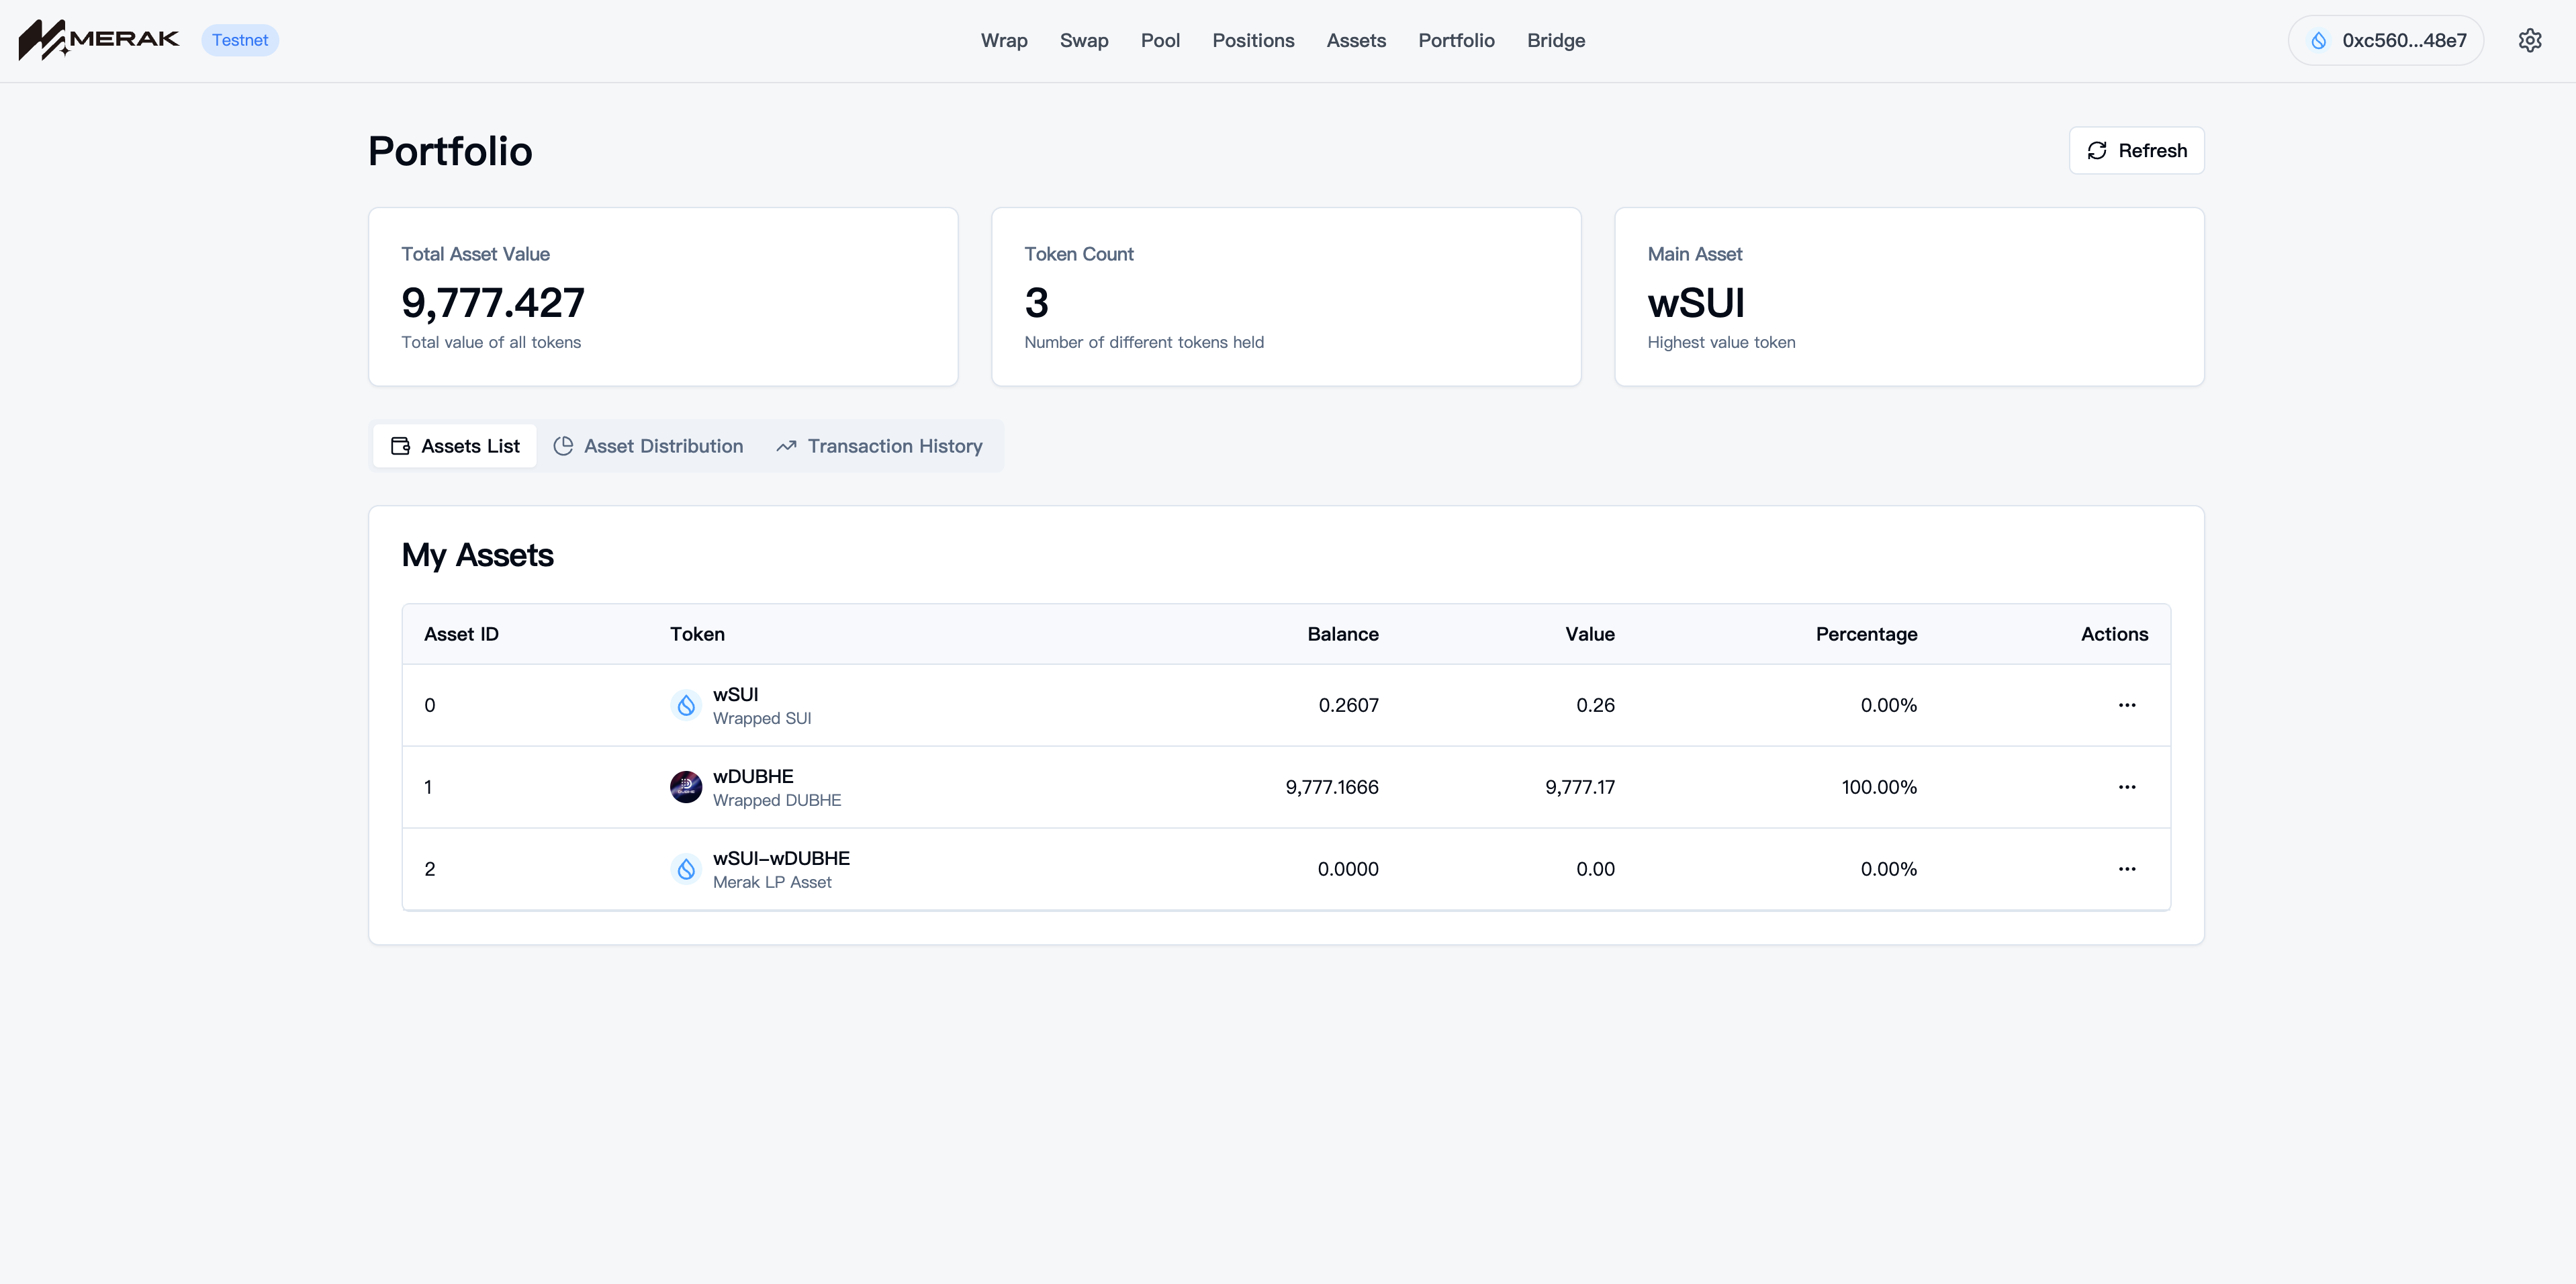 MERAK
Testnet
Wrap Swap Pool Positions Assets Portfolio Bridge
0xc560...48e7
Portfolio
Refresh
Total Asset Value
9,777.427
Total value of all tokens
Token Count
3
Number of different tokens held
Main Asset
wSUI
Highest value token
Assets List
Asset Distribution
Transaction History
My Assets
Asset ID Token Balance Value Percentage Actions
0 wSUI 0.2607 0.26 0.00%
Wrapped SUI
1 wDUBHE 9,777.1666 9,777.17 100.00%
Wrapped DUBHE
2 wSUI-wDUBHE 0.0000 0.00 0.00%
Merak LP Asset